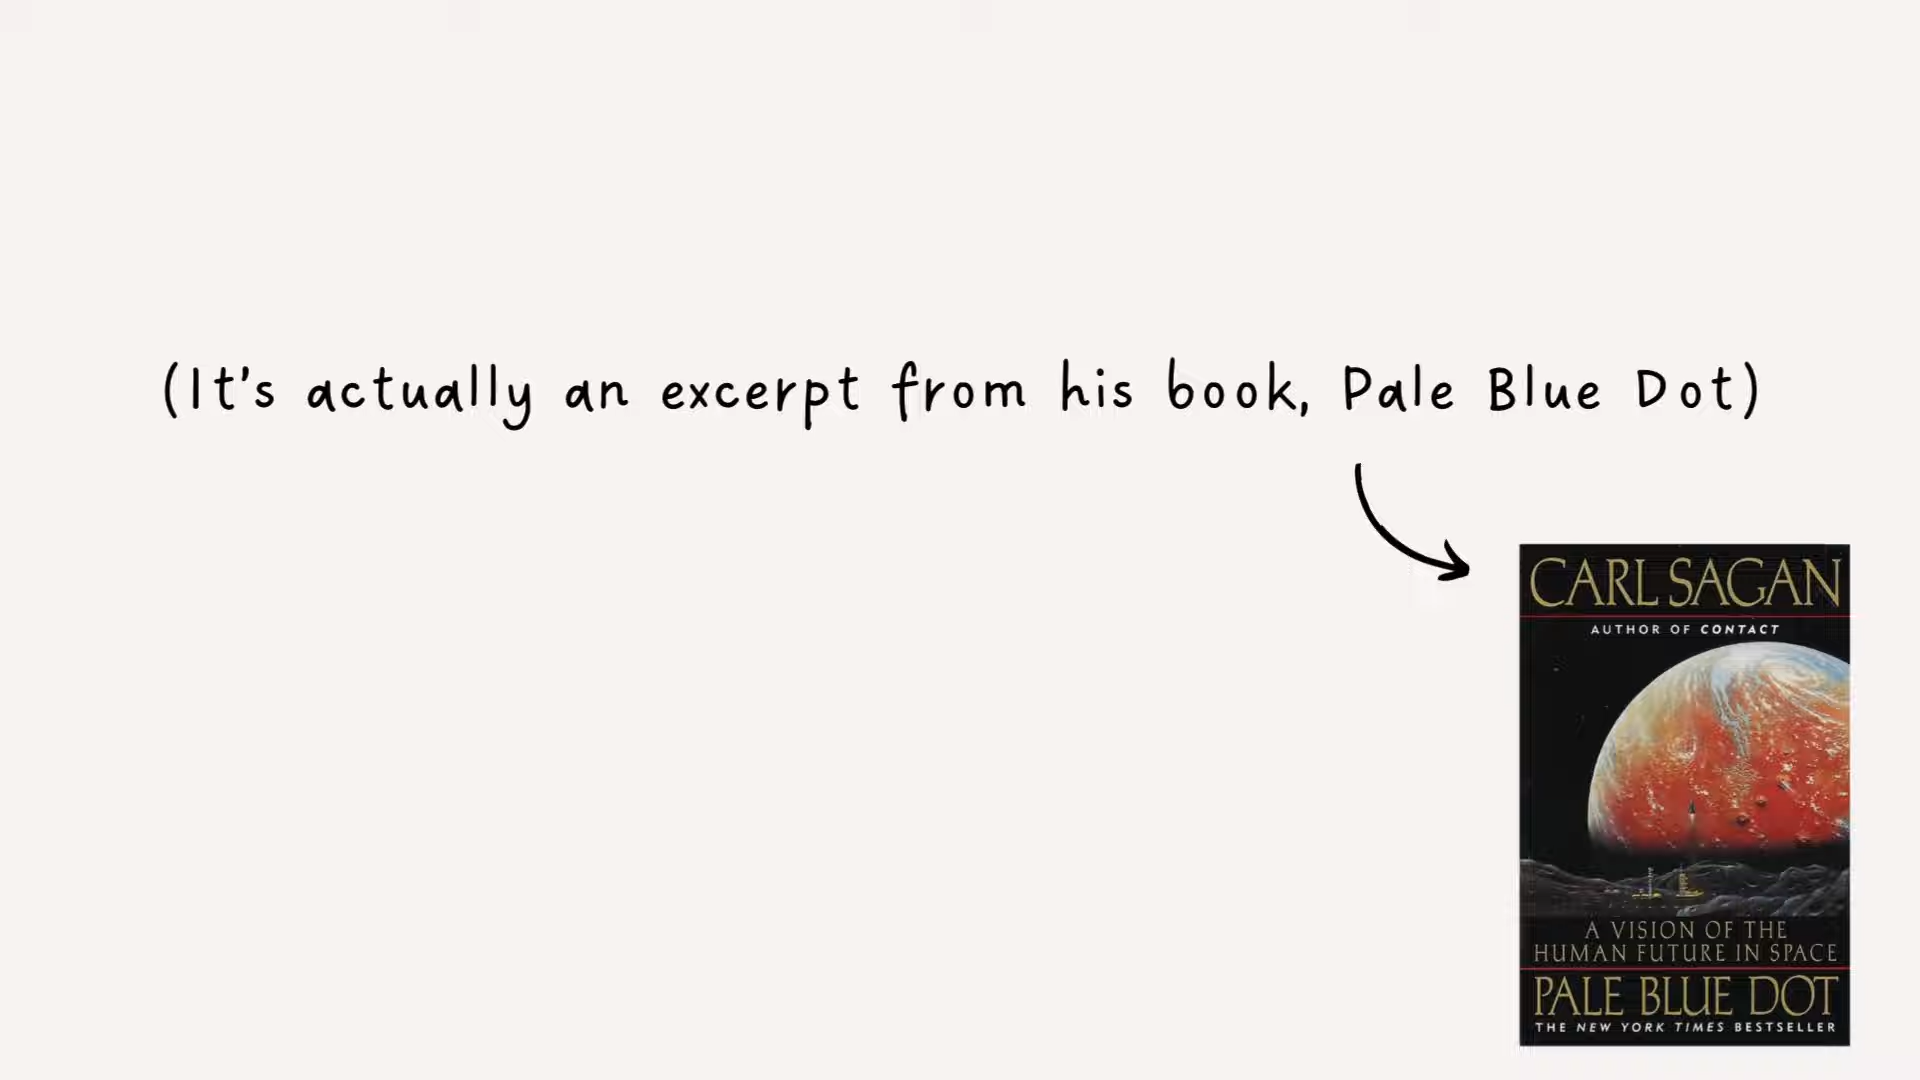 (It's actually an excerpt from his book, Pale Blue Dot)
CARL SAGAN
AUTHOR OF CONTACT
A VISION OF THE
HUMAN FUTURE IN SPACE
PALE BLUE DOT
THE NEW YORK TIMES BESTSELLER